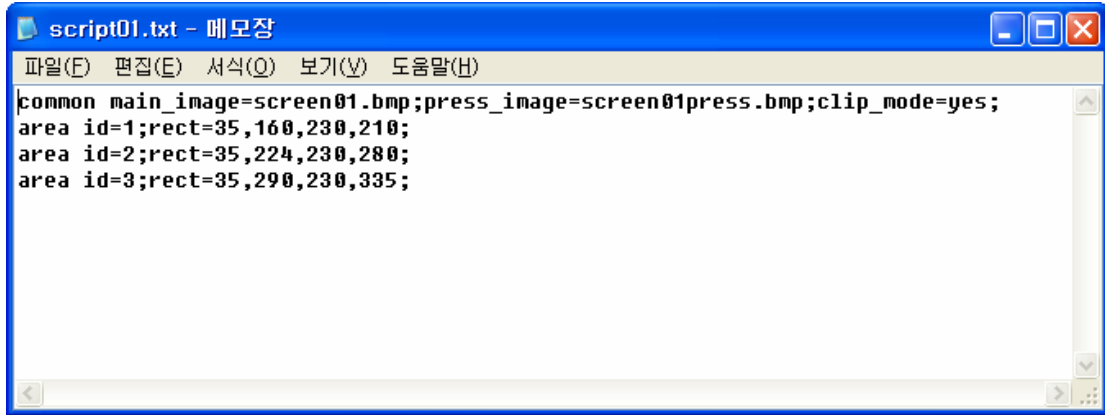 script01.txt - 메모장
파일(F) 편집(E) 서식(O) 보기(V) 도움말(H)
common main_image=screen01.bmp;press_image=screen01press.bmp;clip_mode=yes;
area id=1;rect=35,160,230,210;
area id=2;rect=35,224,230,280;
area id=3;rect=35,290,230,335;